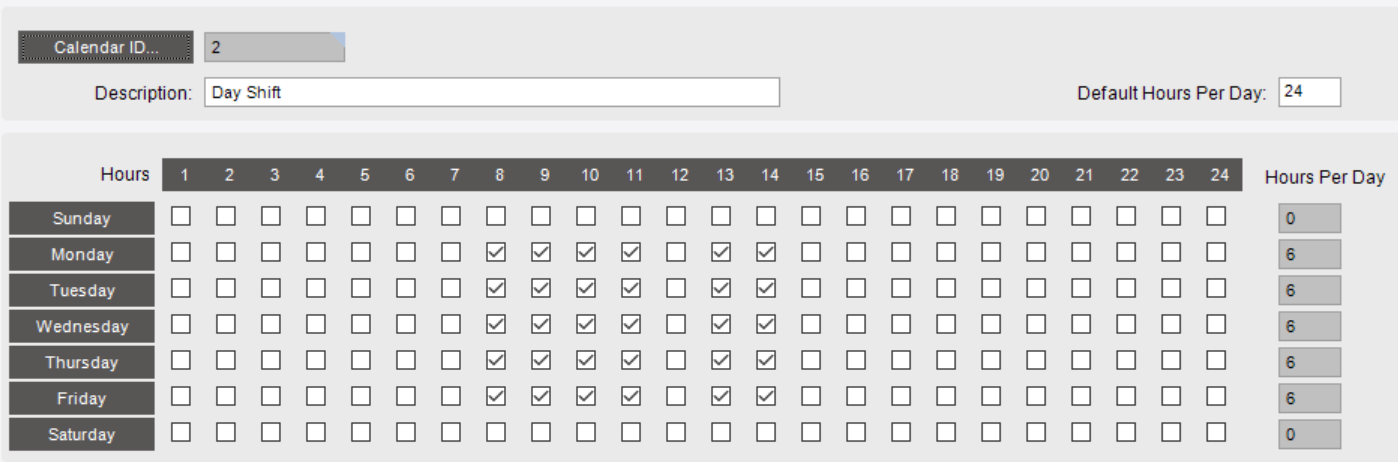 Calendar ID... 2
Description: Day Shift Default Hours Per Day: 24
Hours 1 2 3 4 5 6 7 8 9 10 11 12 13 14 15 16 17 18 19 20 21 22 23 24 Hours Per Day
Sunday 0
Monday 6
Tuesday 6
Wednesday 6
Thursday 6
Friday 6
Saturday 0